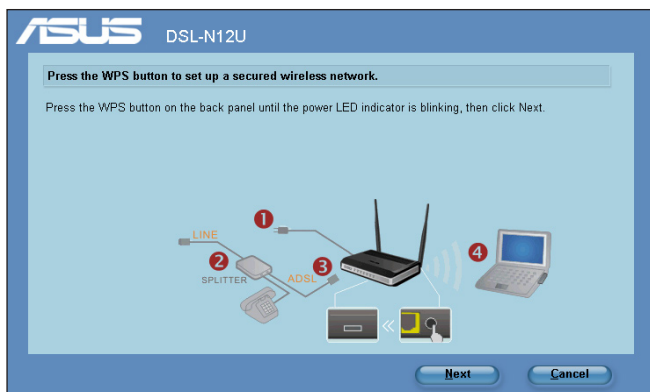 ASUS DSL-N12U
Press the WPS button to set up a secured wireless network.
Press the WPS button on the back panel until the power LED indicator is blinking, then click Next.
1
LINE
2
3
4
SPLITTER
ADSL
Next
Cancel